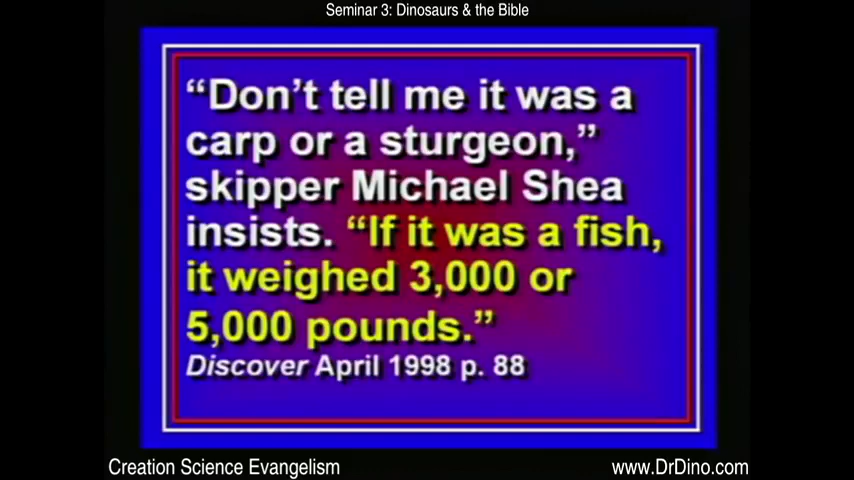 Seminar 3: Dinosaurs & the Bible
“Don’t tell me it was a
carp or a sturgeon,”
skipper Michael Shea
insists. “If it was a fish,
it weighed 3,000 or
5,000 pounds.”
Discover April 1998 p. 88
Creation Science Evangelism
www.DrDino.com